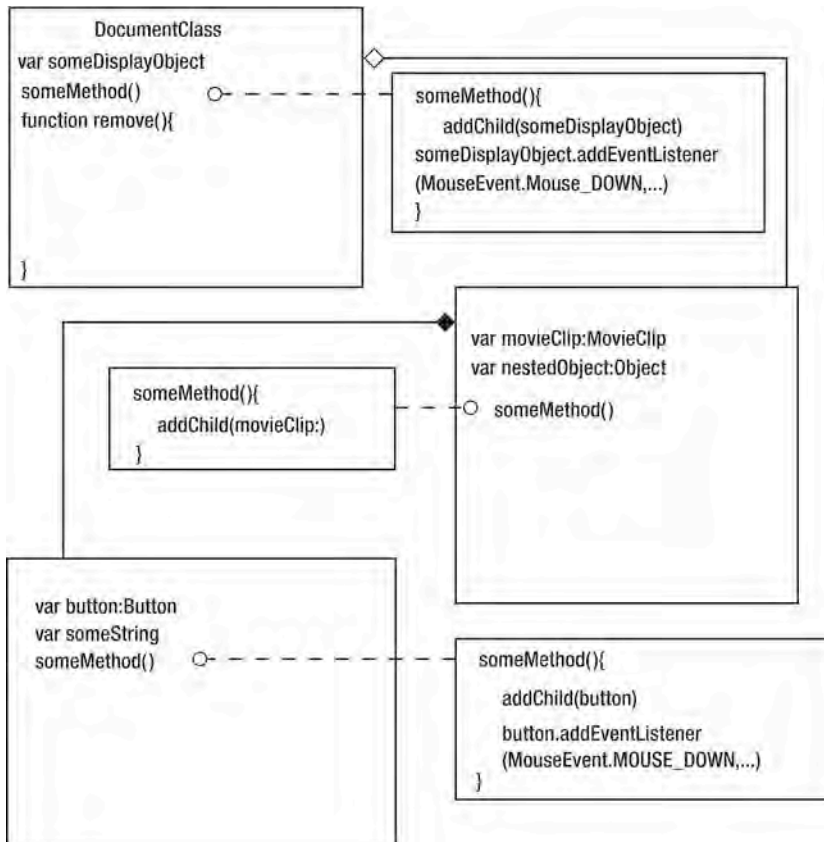 DocumentClass
var someDisplayObject
someMethod()
function remove(){
}
someMethod(){
addChild(someDisplayObject)
someDisplayObject.addEventListener
(MouseEvent.Mouse_DOWN,...)
}
var movieClip:MovieClip
var nestedObject:Object
someMethod()
someMethod(){
addChild(movieClip:)
}
var button:Button
var someString
someMethod()
someMethod(){
addChild(button)
button.addEventListener
(MouseEvent.MOUSE_DOWN,...)
}